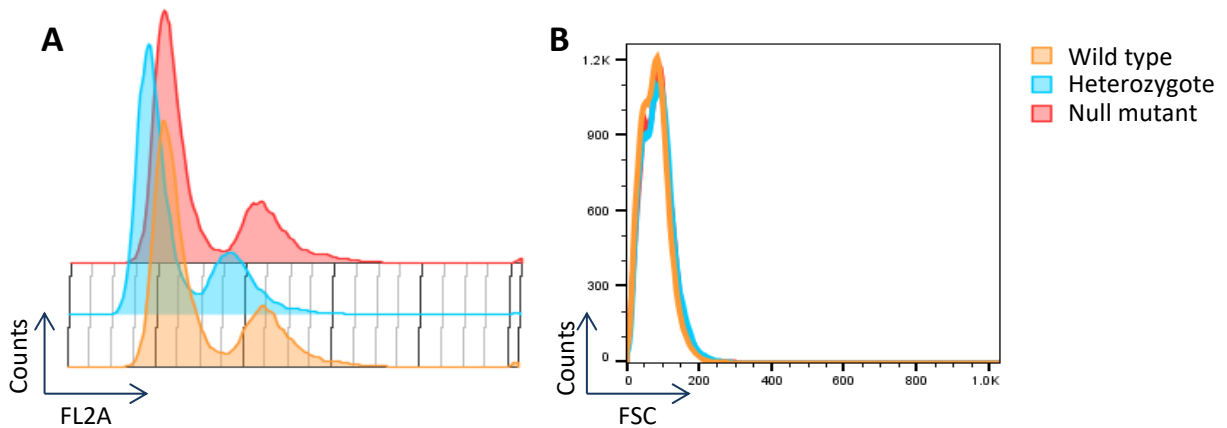 A
Counts
FL2A
B
1.2K
900
600
300
0
0 200 400 600 800 1.0K
Counts
FSC
Wild type
Heterozygote
Null mutant